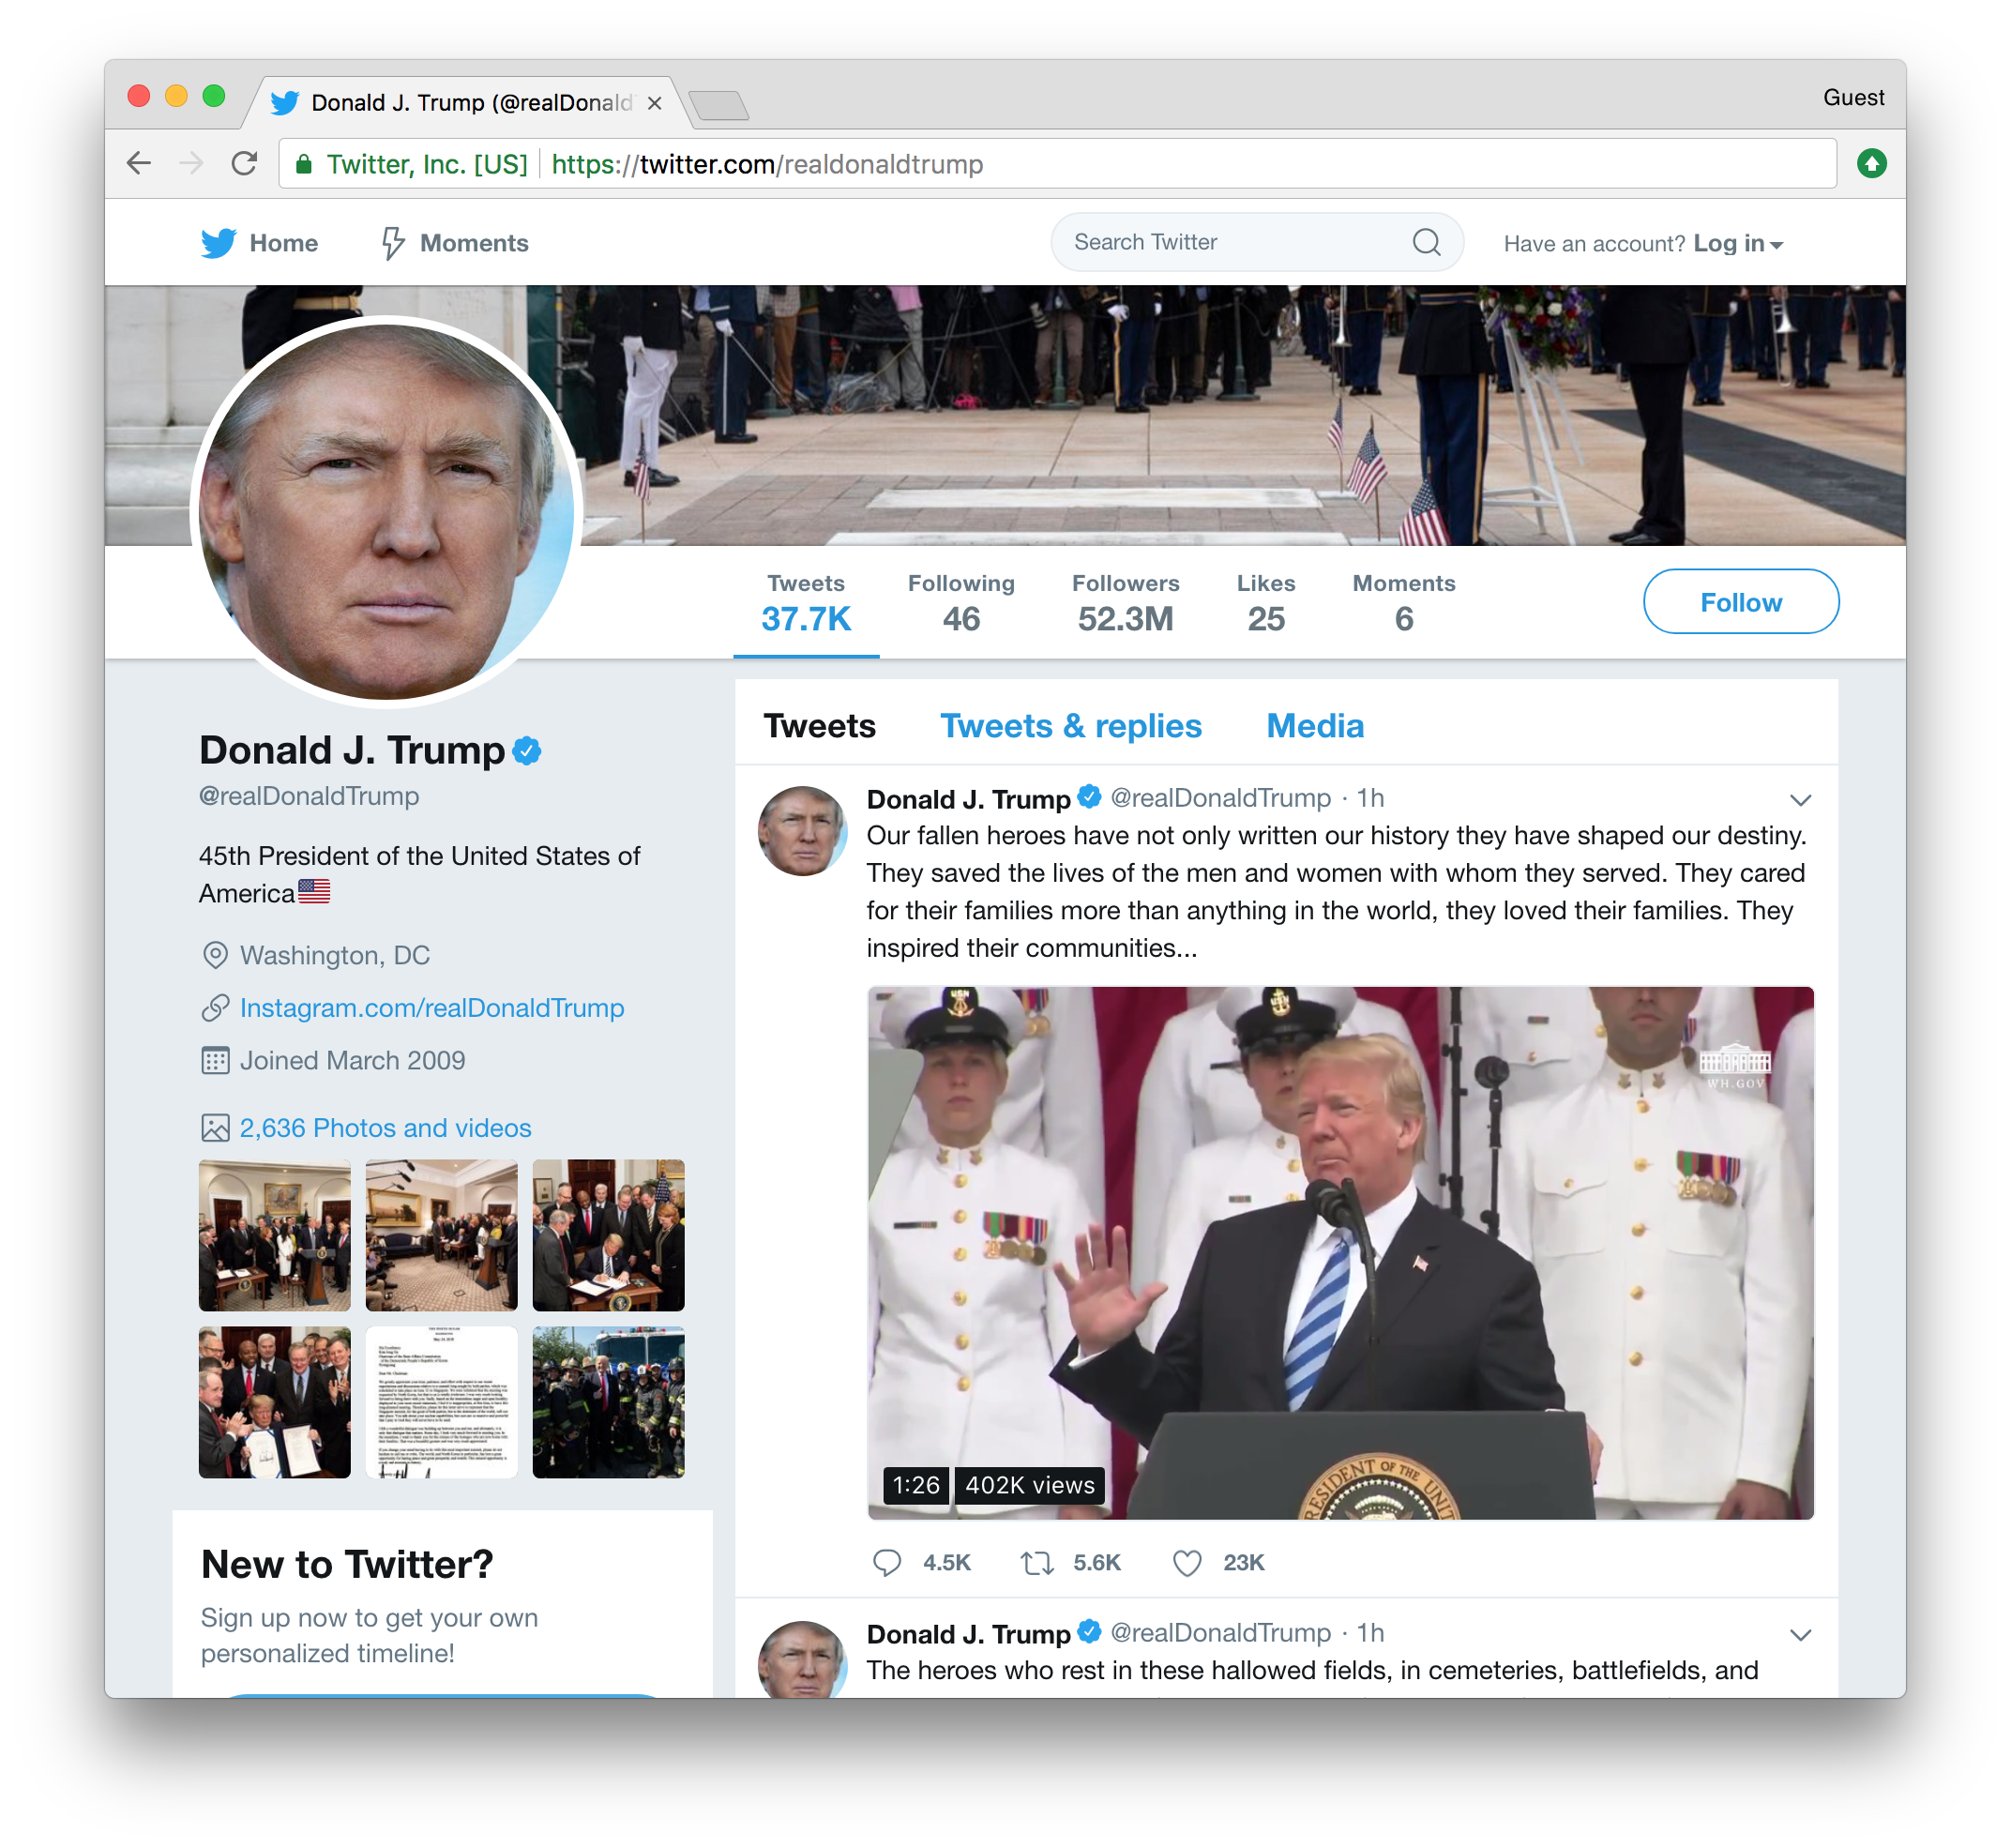 Donald J. Trump (@realDonald
Guest
Twitter, Inc. [US] https://twitter.com/realdonaldtrump
Home
Moments
Search Twitter
Have an account? Log in
Tweets
37.7K
Following
46
Followers
52.3M
Likes
25
Moments
6
Follow
Donald J. Trump
@realDonaldTrump
45th President of the United States of
America
Washington, DC
Instagram.com/realDonaldTrump
Joined March 2009
2,636 Photos and videos
New to Twitter?
Sign up now to get your own
personalized timeline!
Tweets Tweets & replies Media
Donald J. Trump @realDonaldTrump · 1h
Our fallen heroes have not only written our history they have shaped our destiny.
They saved the lives of the men and women with whom they served. They cared
for their families more than anything in the world, they loved their families. They
inspired their communities...
USN
WH.GOV
PRESIDENT OF THE UNIT
1:26 402K views
4.5K 5.6K 23K
Donald J. Trump @realDonaldTrump · 1h
The heroes who rest in these hallowed fields, in cemeteries, battlefields, and